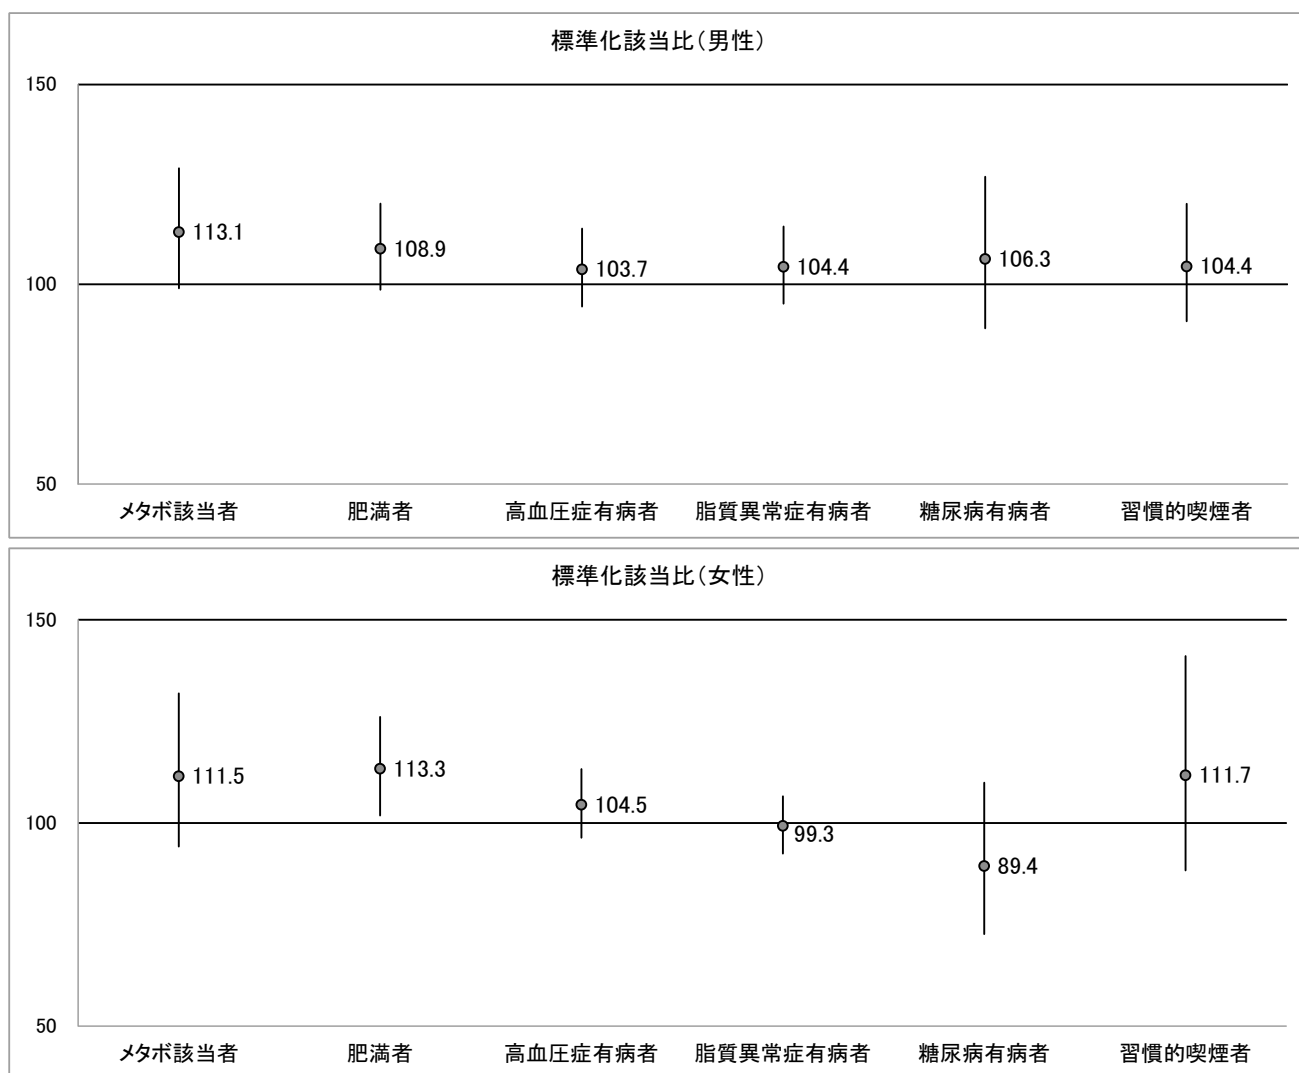 標準化該当比(男性)
150
113.1
108.9
103.7
104.4
106.3
104.4
100
50
メタボ該当者
肥満者
高血圧症有病者
脂質異常症有病者
糖尿病有病者
習慣的喫煙者
標準化該当比(女性)
150
111.5
113.3
104.5
99.3
89.4
111.7
100
50
メタボ該当者
肥満者
高血圧症有病者
脂質異常症有病者
糖尿病有病者
習慣的喫煙者